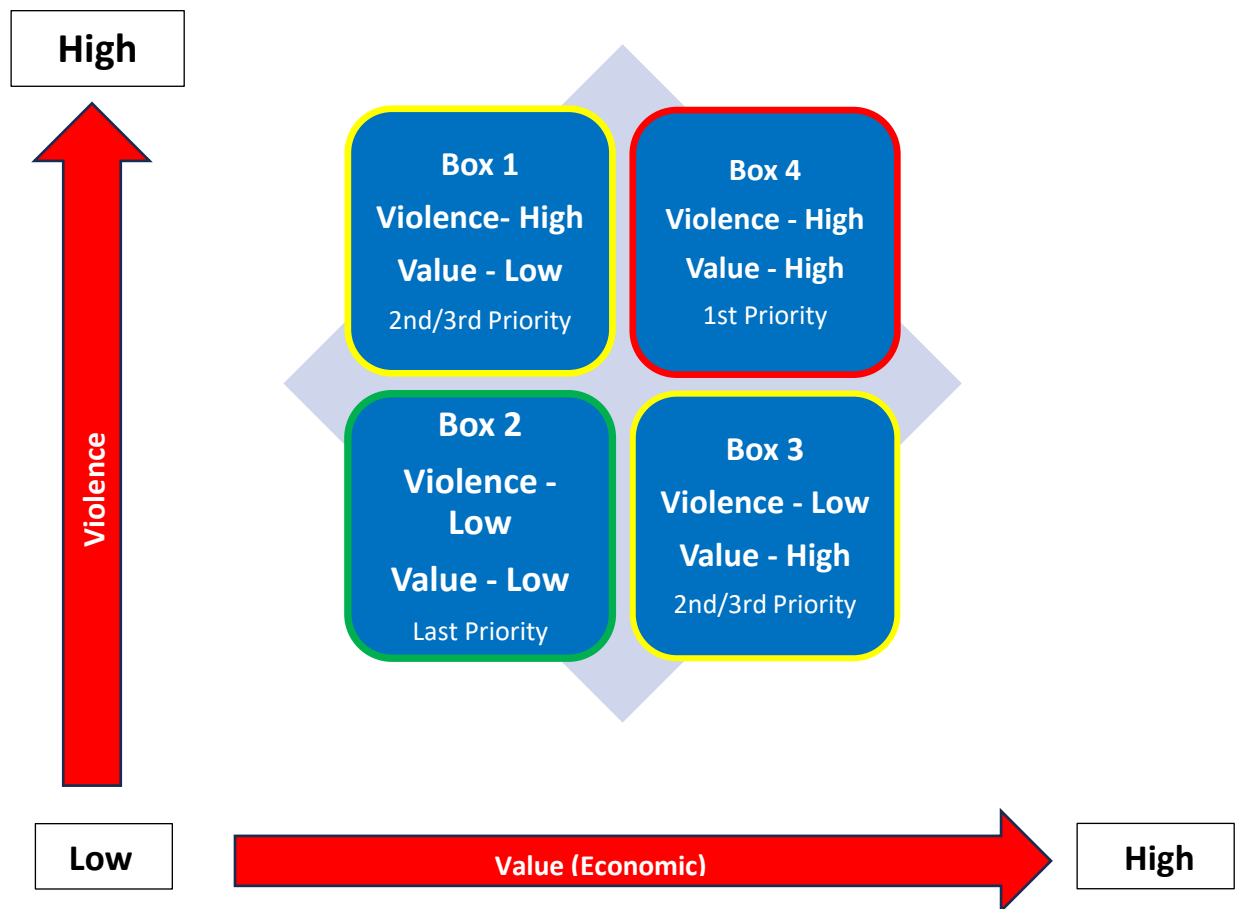 High
Box 1
Violence- High
Value - Low
2nd/3rd Priority
Box 4
Violence - High
Value - High
1st Priority
Box 2
Violence -
Low
Value - Low
Last Priority
Box 3
Violence - Low
Value - High
2nd/3rd Priority
Violence
Low
Value (Economic)
High